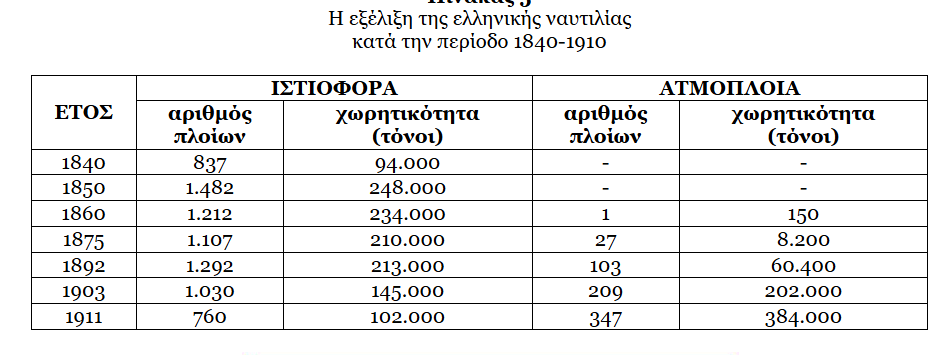 Η εξέλιξη της ελληνικής ναυτιλίας
κατά την περίοδο 1840-1910
ΕΤΟΣ ΙΣΤΙΟΦΟΡΑ ΑΤΜΟΠΛΟΙΑ
αριθμός πλοίων χωρητικότητα (τόνοι) αριθμός πλοίων χωρητικότητα (τόνοι)
1840 837 94.000 - -
1850 1.482 248.000 - -
1860 1.212 234.000 1 150
1875 1.107 210.000 27 8.200
1892 1.292 213.000 103 60.400
1903 1.030 145.000 209 202.000
1911 760 102.000 347 384.000